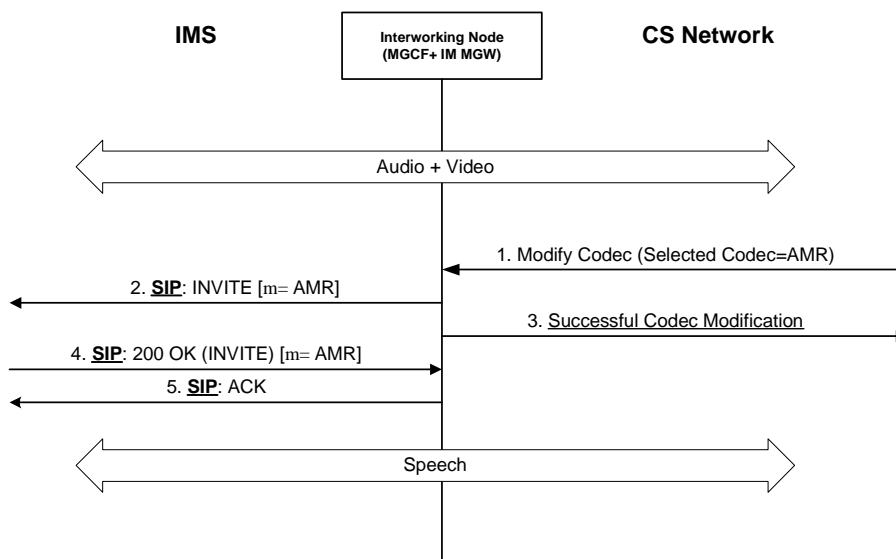 IMS
Interworking Node
(MGCF+ IM MGW)
CS Network
Audio + Video
1. Modify Codec (Selected Codec=AMR)
2. SIP: INVITE [m= AMR]
3. Successful Codec Modification
4. SIP: 200 OK (INVITE) [m= AMR]
5. SIP: ACK
Speech